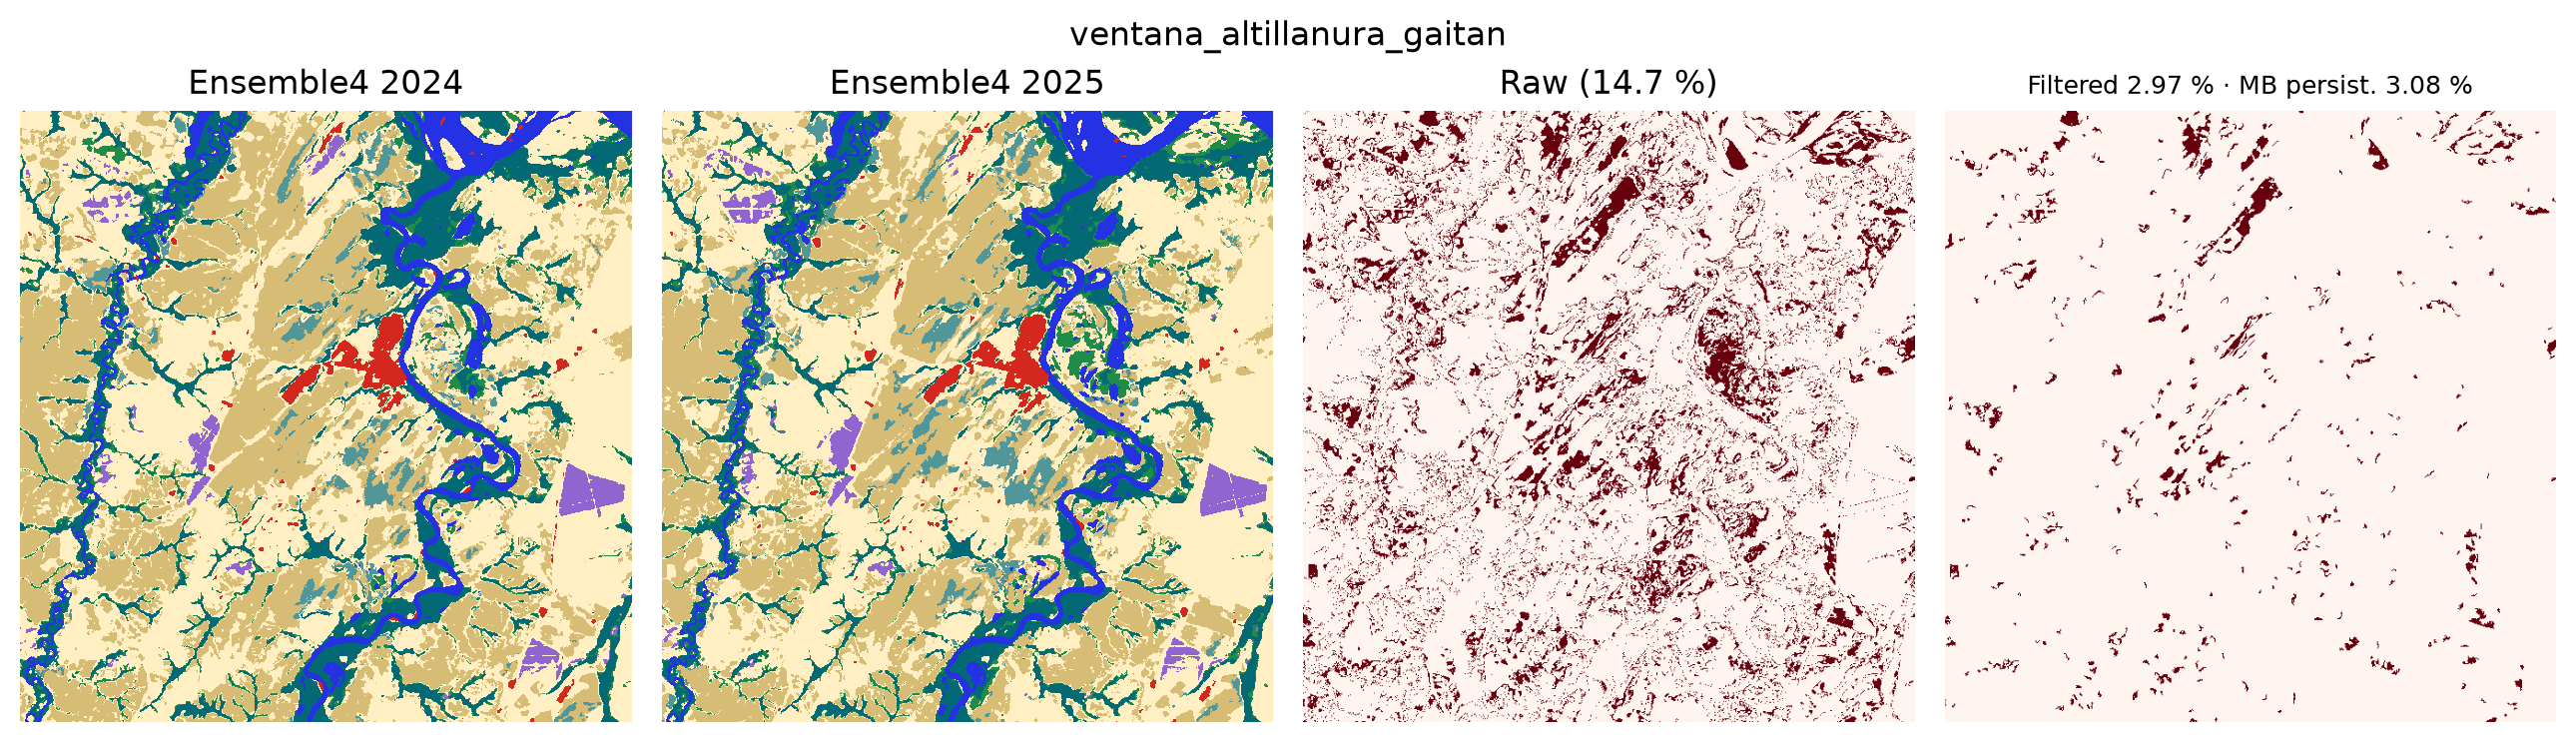 ventana_altillanura_gaitan
Ensemble4 2024
Ensemble4 2025
Raw (14.7 %)
Filtered 2.97 % · MB persist. 3.08 %